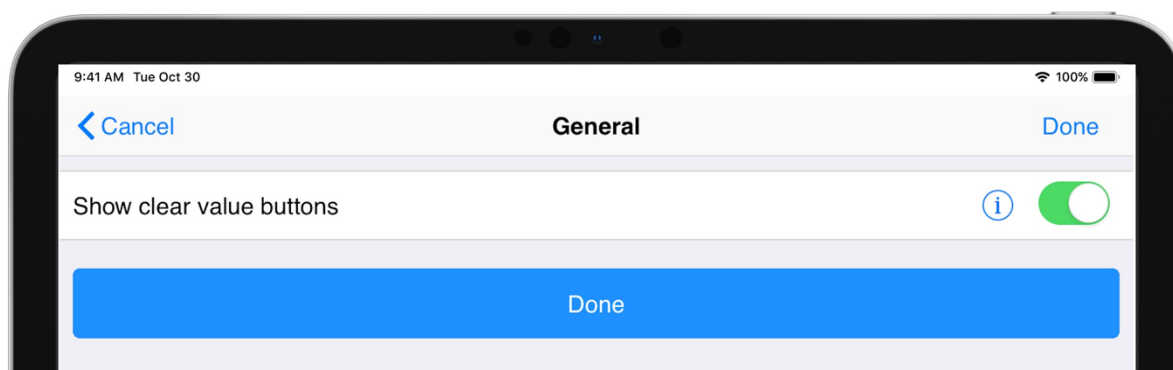 9:41 AM Tue Oct 30 100%
Cancel General Done
Show clear value buttons i
Done